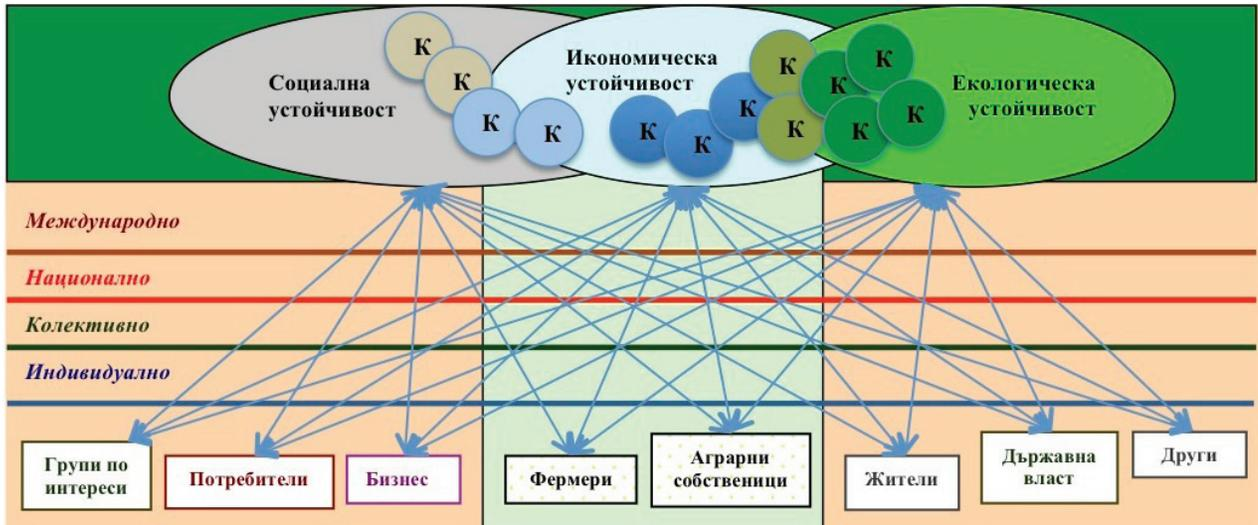 Социална
устойчивост
Икономическа
устойчивост
Екологическа
устойчивост
К
К
К
К
К
К
К
К
К
К
К
К
К
Международно
Национално
Колективно
Индивидуално
Групи по
интереси
Потребители
Бизнес
Фермери
Аграрни
собственици
Жители
Държавна
власт
Други